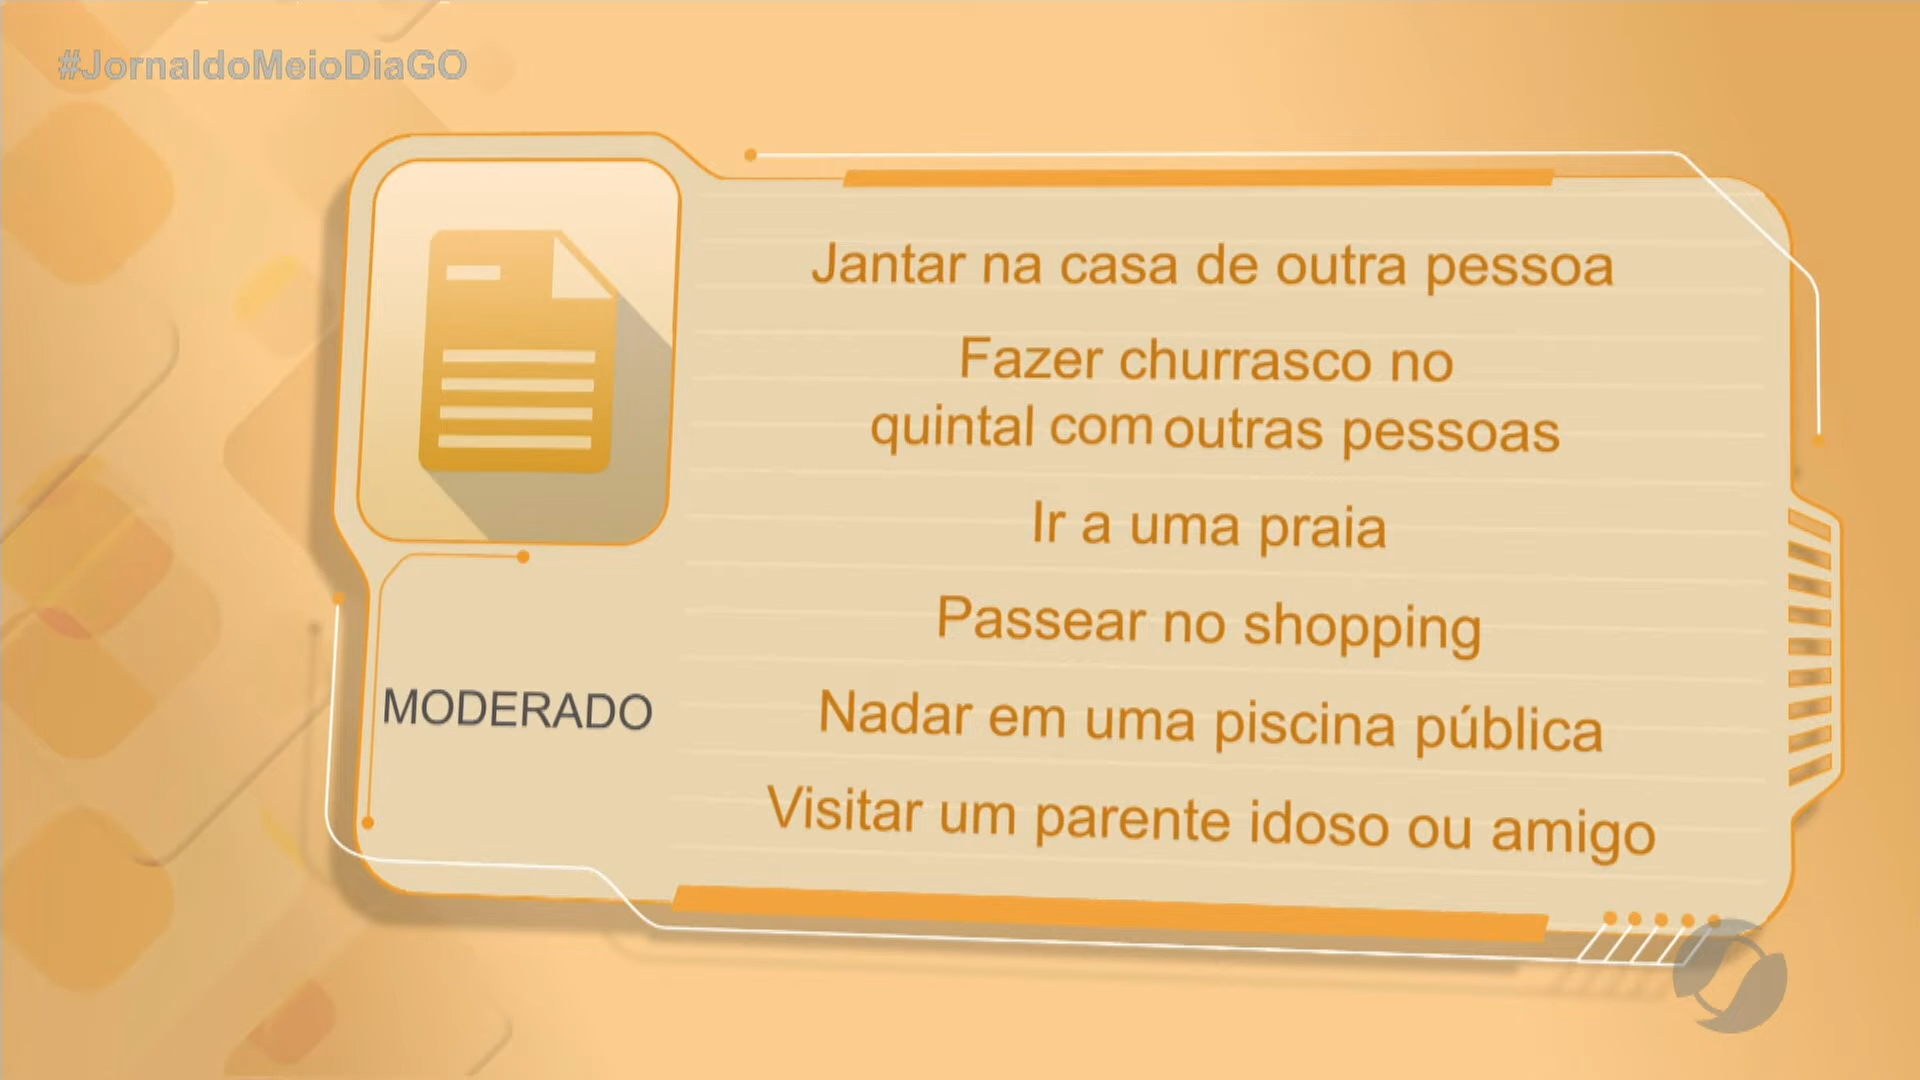 #JornaldoMeioDiaGO
Jantar na casa de outra pessoa
Fazer churrasco no
quintal com outras pessoas
Ir a uma praia
Passear no shopping
MODERADO
Nadar em uma piscina pública
Visitar um parente idoso ou amigo